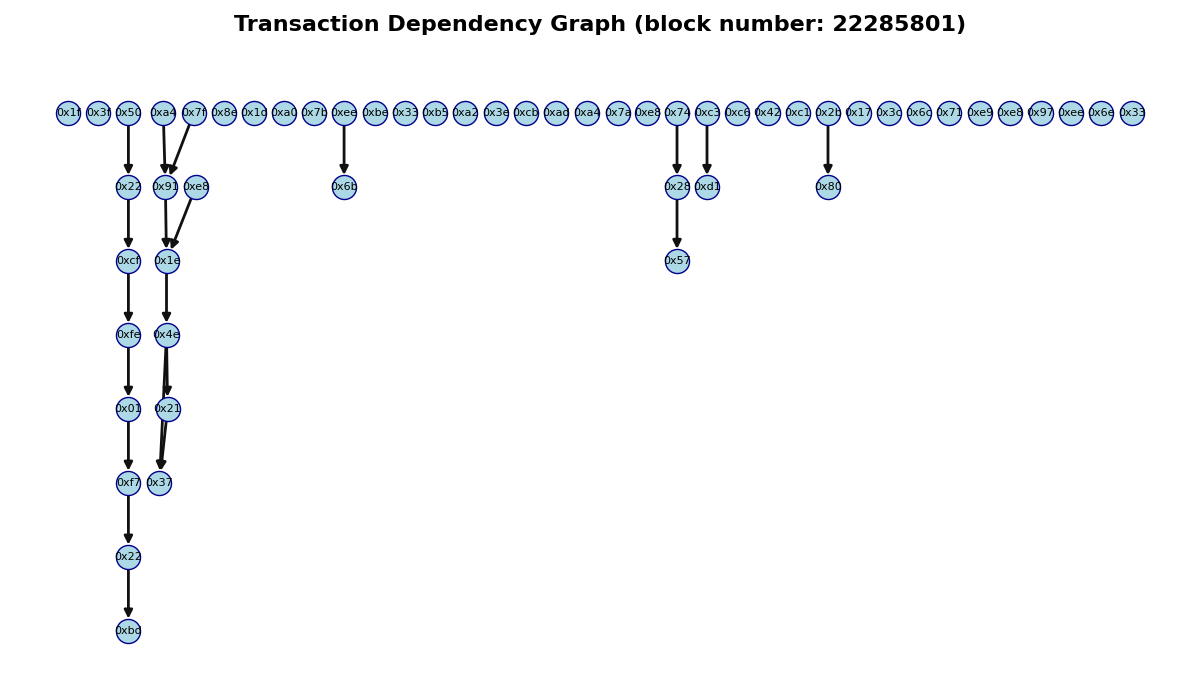 Transaction Dependency Graph (block number: 22285801)
0x1f 0x3f 0x50 0xa4 0x7f 0x8e 0x1d 0xa0 0x7b 0xee 0xbe 0x33 0xb5 0xa2 0x3e 0xcb 0xad 0xa4 0x7a 0xe8 0x74 0xc3 0xc6 0x42 0xc1 0x2b 0x17 0x3c 0x6c 0x71 0xe9 0xe8 0x97 0xee 0x6e 0x33
0x22 0x91 0xe8 0x6b 0x28 0xd1 0x80
0xcf 0x1e 0x57
0xfe 0x4e
0x01 0x21
0xf7 0x37
0x22
0xbd